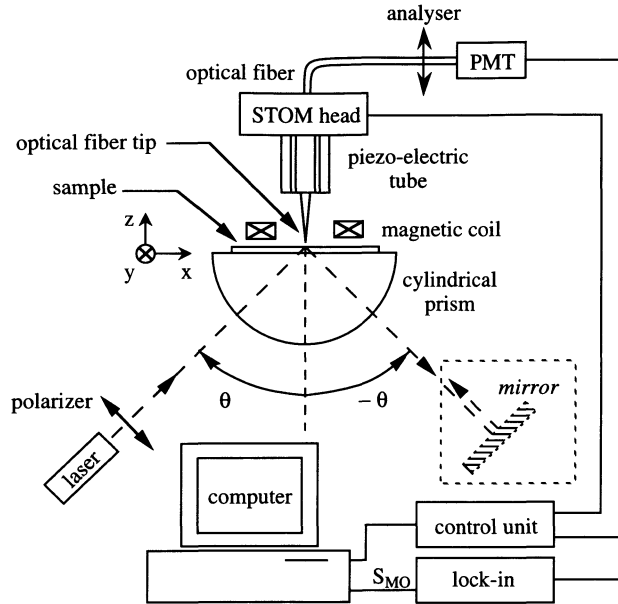 analyser
optical fiber
PMT
STOM head
optical fiber tip
piezo-electric
tube
sample
magnetic coil
z
y
x
cylindrical
prism
mirror
polarizer
θ
– θ
laser
computer
control unit
S_MO
lock-in